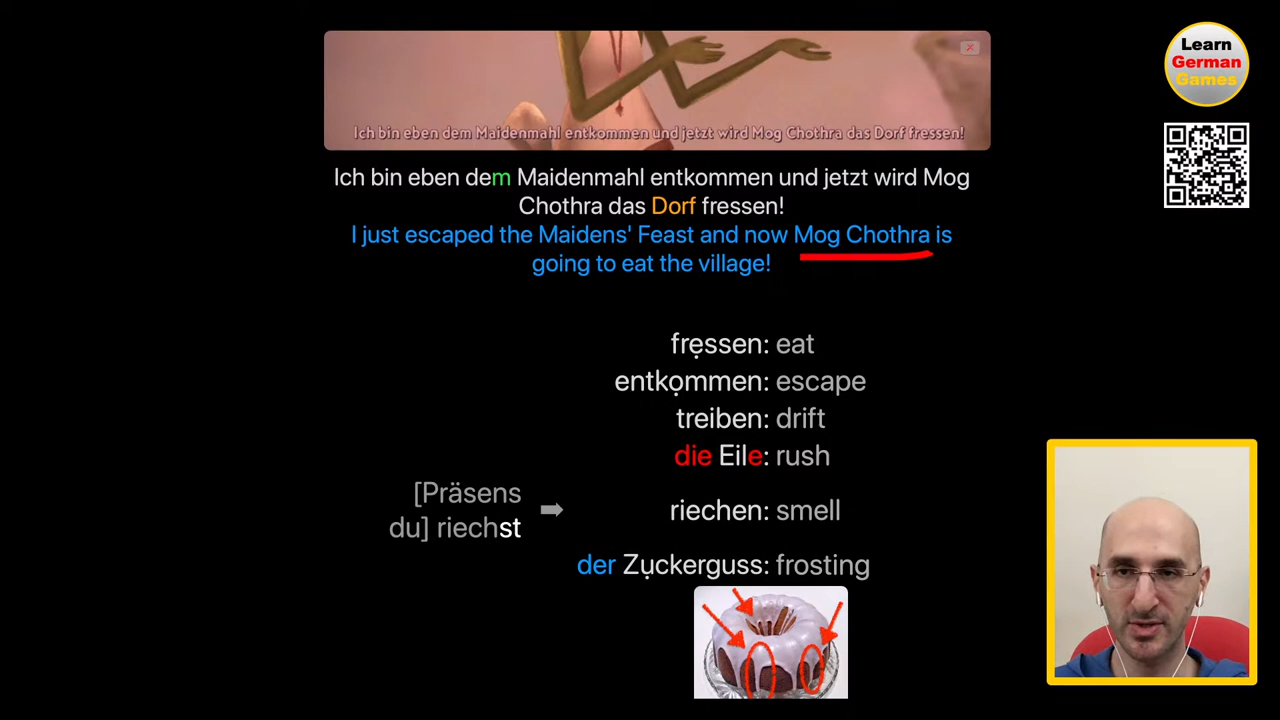 Learn
German
Games
Ich bin eben dem Maidenmahl entkommen und jetzt wird Mog Chothra das Dorf fressen!
Ich bin eben dem Maidenmahl entkommen und jetzt wird Mog
Chothra das Dorf fressen!
I just escaped the Maidens' Feast and now Mog Chothra is
going to eat the village!
frẹssen: eat
entkọmmen: escape
treiben: drift
die Eile: rush
[Präsens
du] riechst ➡ riechen: smell
der Zụckerguss: frosting